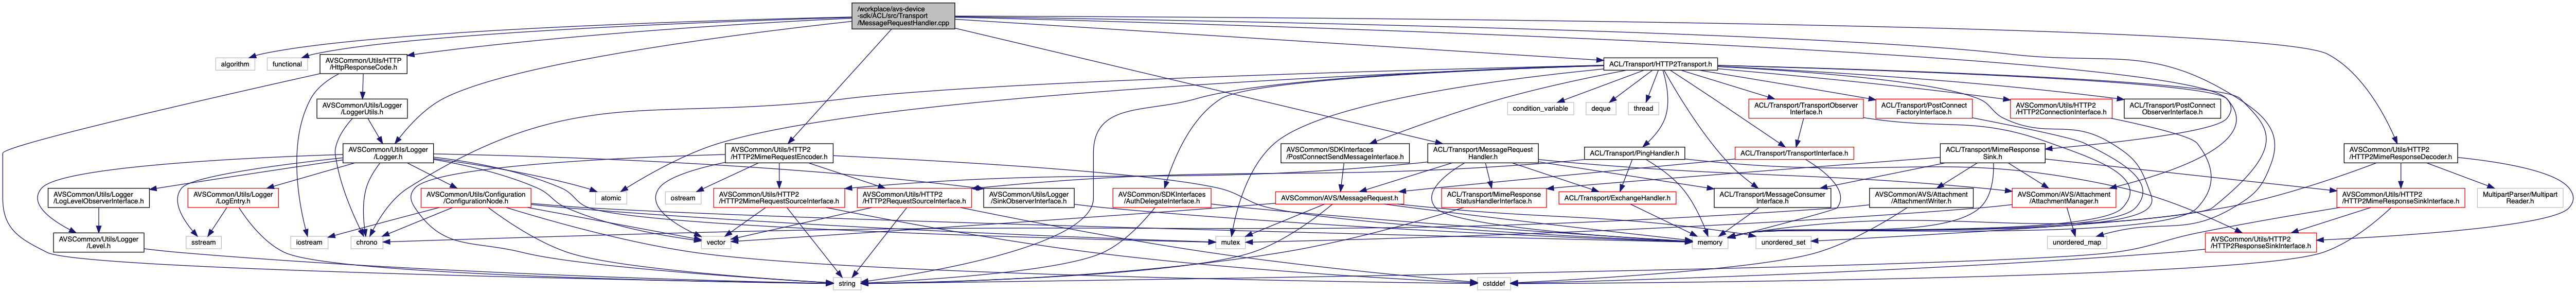 /workplace/avs-device
-sdk/ACL/src/Transport
/MessageRequestHandler.cpp
algorithm
functional
AVSCommon/Utils/HTTP
/HttpResponseCode.h
ACL/Transport/HTTP2Transport.h
AVSCommon/Utils/Logger
/LoggerUtils.h
condition_variable
deque
thread
ACL/Transport/TransportObserver
Interface.h
ACL/Transport/PostConnect
FactoryInterface.h
AVSCommon/Utils/HTTP2
/HTTP2ConnectionInterface.h
ACL/Transport/PostConnect
ObserverInterface.h
AVSCommon/Utils/Logger
/Logger.h
AVSCommon/Utils/HTTP2
/HTTP2MimeRequestEncoder.h
AVSCommon/SDKInterfaces
/PostConnectSendMessageInterface.h
ACL/Transport/MessageRequest
Handler.h
ACL/Transport/PingHandler.h
ACL/Transport/TransportInterface.h
ACL/Transport/MimeResponse
Sink.h
AVSCommon/Utils/HTTP2
/HTTP2MimeResponseDecoder.h
AVSCommon/Utils/Logger
/LogLevelObserverInterface.h
AVSCommon/Utils/Logger
/LogEntry.h
AVSCommon/Utils/Configuration
/ConfigurationNode.h
atomic
ostream
AVSCommon/Utils/HTTP2
/HTTP2MimeRequestSourceInterface.h
AVSCommon/Utils/HTTP2
/HTTP2RequestSourceInterface.h
AVSCommon/Utils/Logger
/SinkObserverInterface.h
AVSCommon/SDKInterfaces
/AuthDelegateInterface.h
AVSCommon/AVS/MessageRequest.h
ACL/Transport/MimeResponse
StatusHandlerInterface.h
ACL/Transport/ExchangeHandler.h
ACL/Transport/MessageConsumer
Interface.h
AVSCommon/AVS/Attachment
/AttachmentWriter.h
AVSCommon/AVS/Attachment
/AttachmentManager.h
AVSCommon/Utils/HTTP2
/HTTP2MimeResponseSinkInterface.h
MultipartParser/Multipart
Reader.h
AVSCommon/Utils/Logger
/Level.h
sstream
iostream
chrono
vector
mutex
memory
unordered_set
unordered_map
AVSCommon/Utils/HTTP2
/HTTP2ResponseSinkInterface.h
string
cstddef